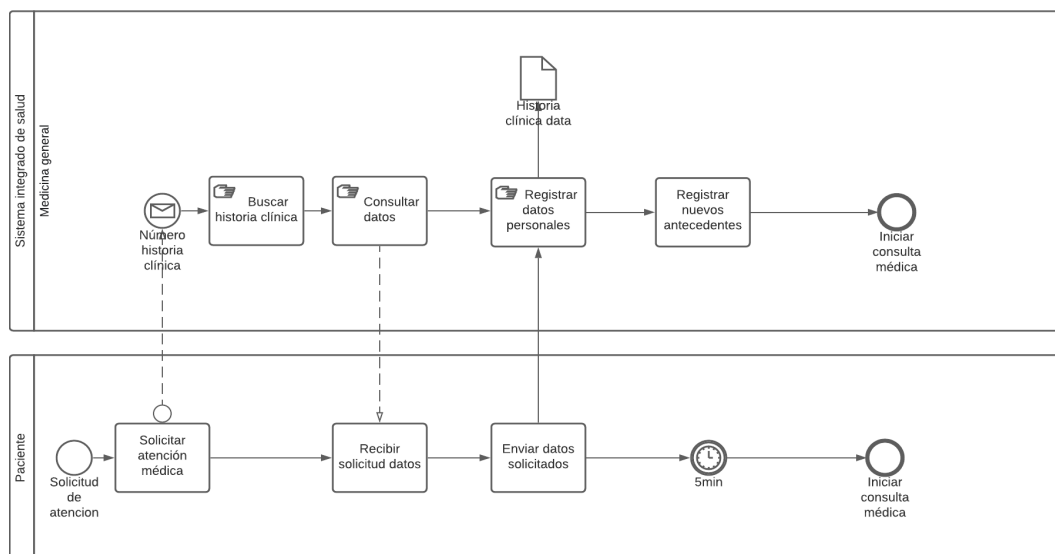 Sistema integrado de salud
Medicina general
Historia
clínica data
Buscar
historia clínica
Consultar
datos
Registrar
datos
personales
Registrar
nuevos
antecedentes
Número
historia
clínica
Iniciar
consulta
médica
Paciente
Solicitar
atención
médica
Recibir
solicitud datos
Enviar datos
solicitados
Solicitud
de
atencion
5min
Iniciar
consulta
médica